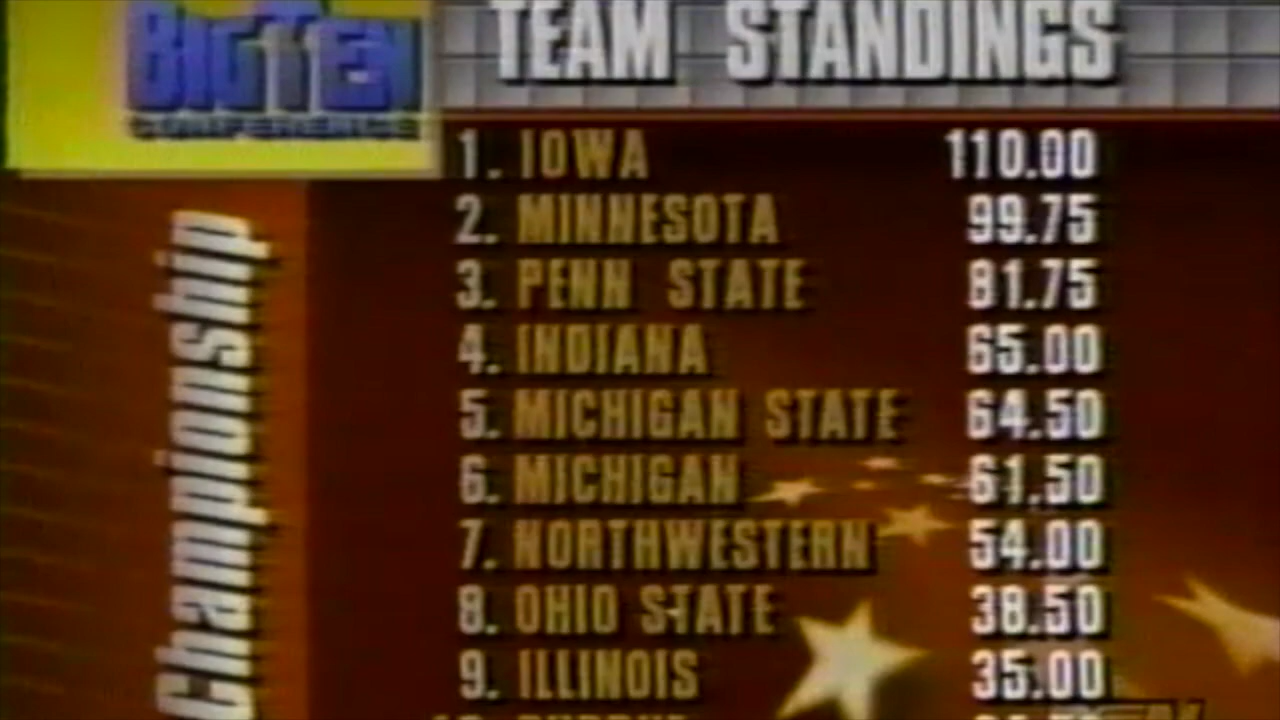 BIG TEN
CONFERENCE
TEAM STANDINGS
Championship
1. IOWA 110.00
2. MINNESOTA 99.75
3. PENN STATE 81.75
4. INDIANA 65.00
5. MICHIGAN STATE 64.50
6. MICHIGAN 61.50
7. NORTHWESTERN 54.00
8. OHIO STATE 38.50
9. ILLINOIS 35.00